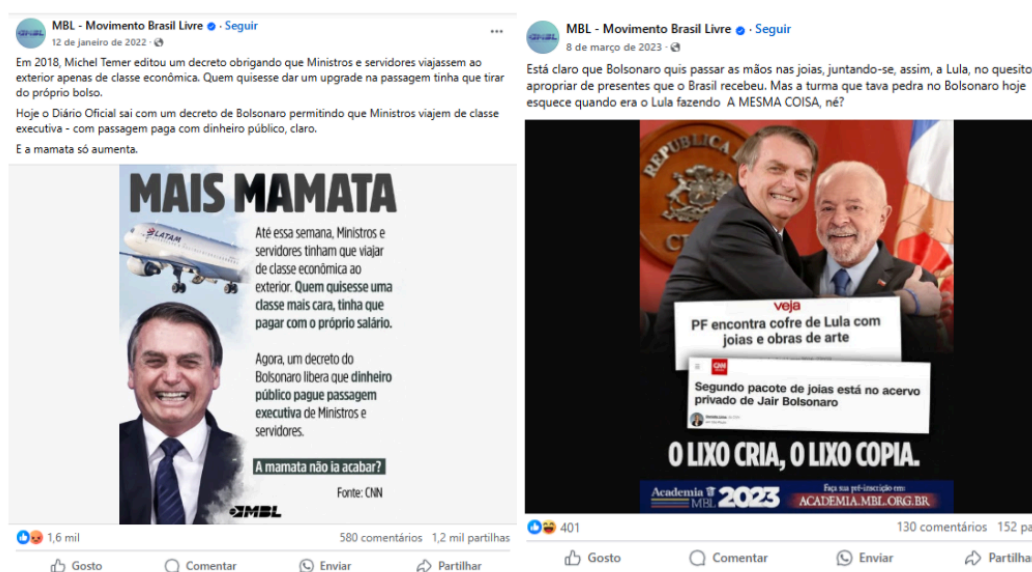 MBL - Movimento Brasil Livre · Seguir
12 de janeiro de 2022 ·
Em 2018, Michel Temer editou um decreto obrigando que Ministros e servidores viajassem ao
exterior apenas de classe econômica. Quem quisesse dar um upgrade na passagem tinha que tirar
do próprio bolso.
Hoje o Diário Oficial sai com um decreto de Bolsonaro permitindo que Ministros viajem de classe
executiva - com passagem paga com dinheiro público, claro.
E a mamata só aumenta.
MAIS MAMATA
LATAM
Até essa semana, Ministros e
servidores tinham que viajar
de classe econômica ao
exterior. Quem quisesse uma
classe mais cara, tinha que
pagar com o próprio salário.
Agora, um decreto do
Bolsonaro libera que dinheiro
público pague passagem
executiva de Ministros e
servidores.
A mamata não ia acabar?
Fonte: CNN
MBL
1,6 mil
580 comentários 1,2 mil partilhas
Gosto Comentar Enviar Partilhar
MBL - Movimento Brasil Livre · Seguir
8 de março de 2023 ·
Está claro que Bolsonaro quis passar as mãos nas joias, juntando-se, assim, a Lula, no quesito
apropriar de presentes que o Brasil recebeu. Mas a turma que tava pedra no Bolsonaro hoje
esquece quando era o Lula fazendo A MESMA COISA, né?
REPUBLICA
veja
PF encontra cofre de Lula com
joias e obras de arte
CNN
Segundo pacote de joias está no acervo
privado de Jair Bolsonaro
O LIXO CRIA, O LIXO COPIA.
Academia MBL 2023
Faça sua pré-inscrição em:
ACADEMIA.MBL.ORG.BR
401
130 comentários 152 pa
Gosto Comentar Enviar Partilha